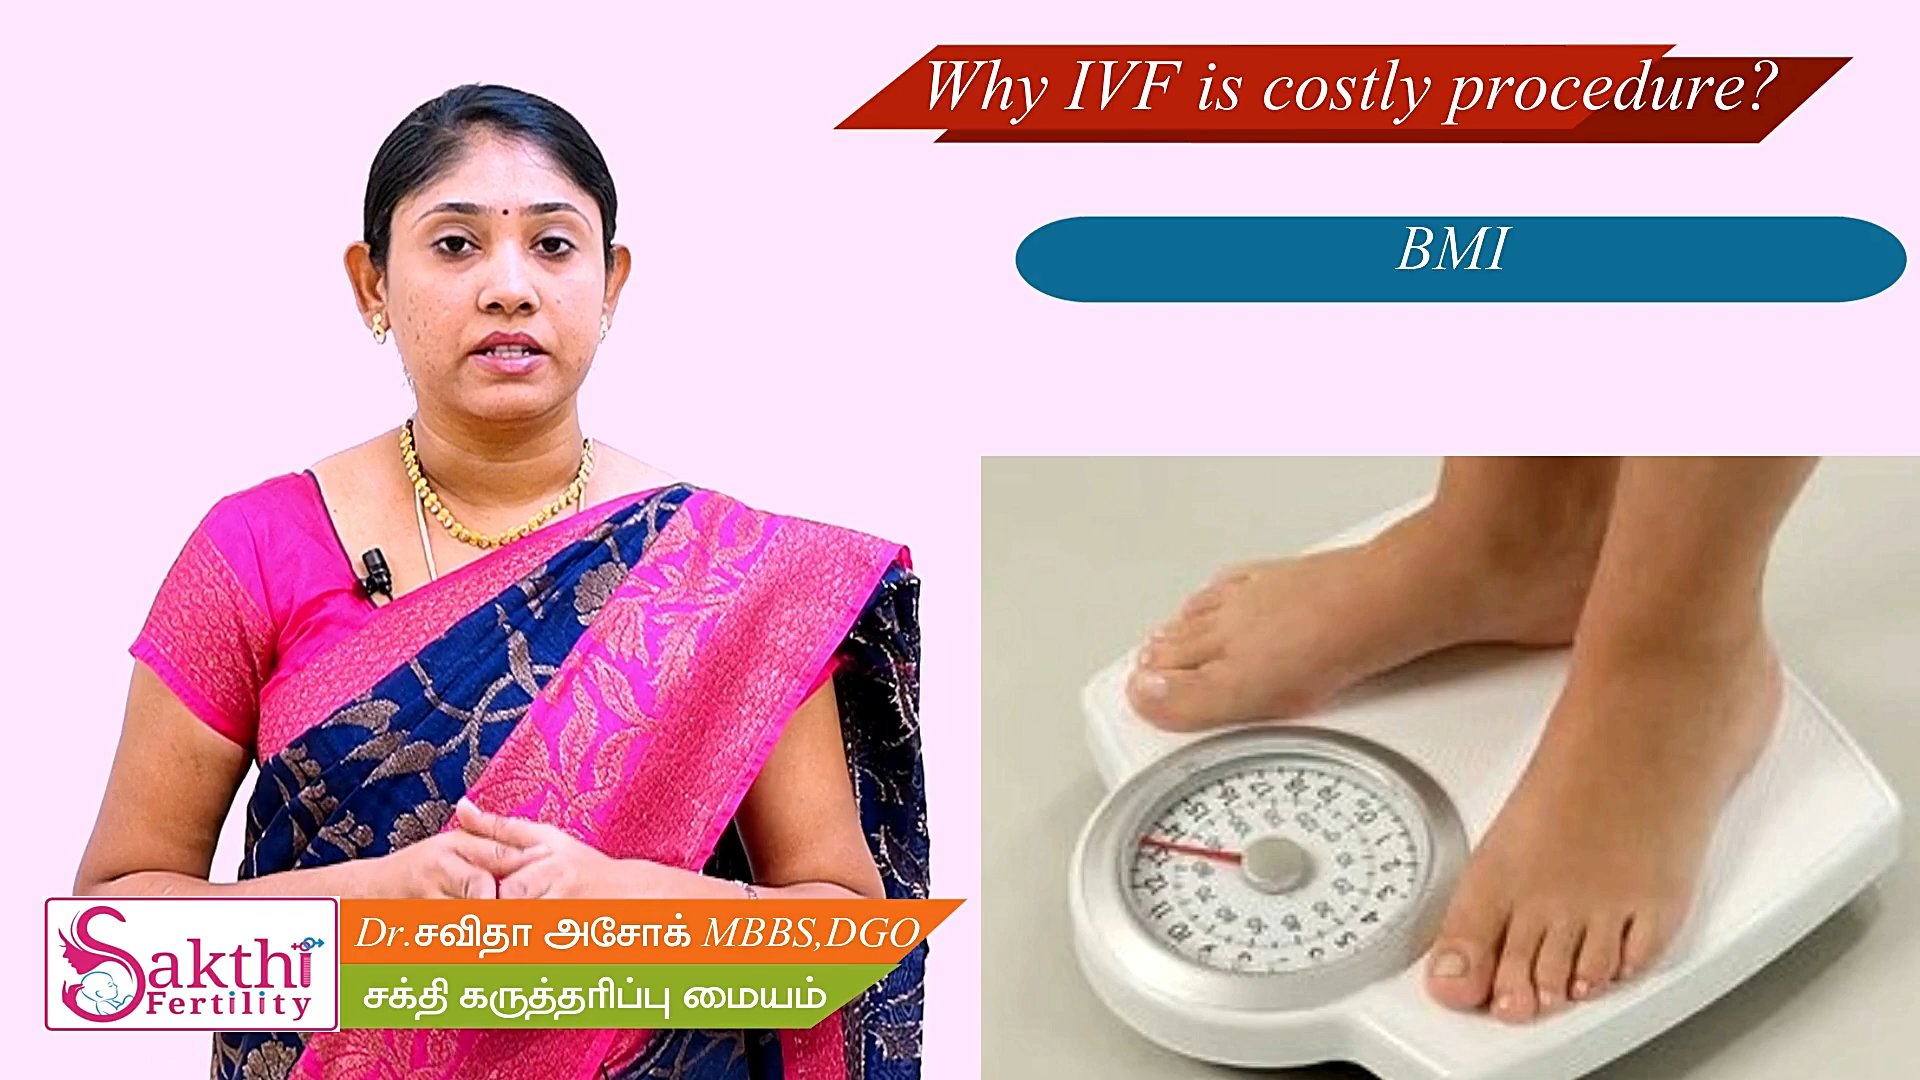 Why IVF is costly procedure?
BMI
Dr.சவிதா அசோக் MBBS,DGO
சக்தி கருத்தரிப்பு மையம்
Sakthi
Fertility